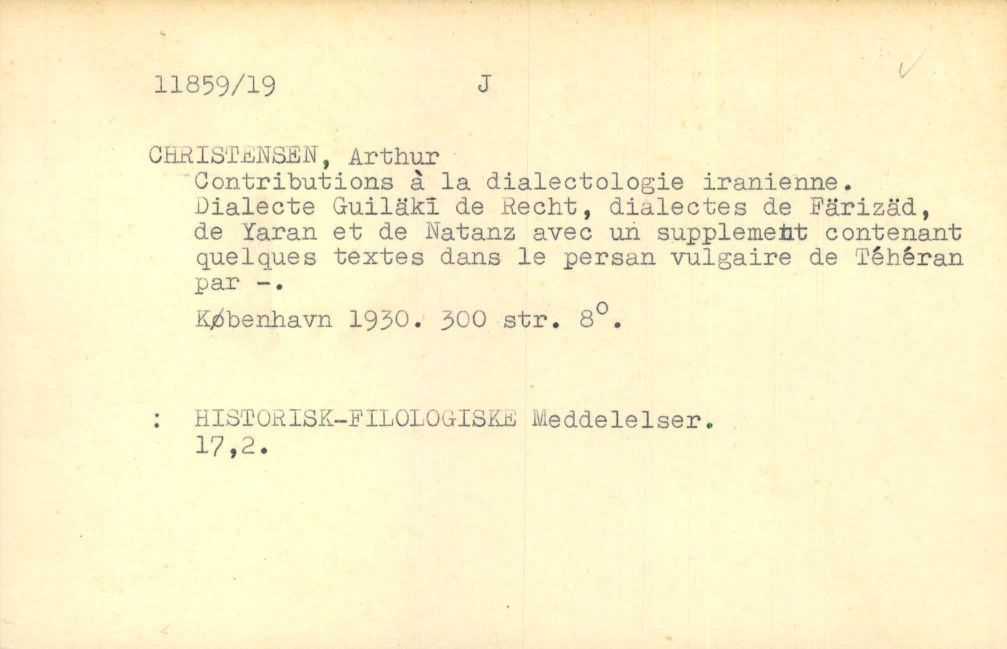 11859/19 J
CHRISTENSEN, Arthur
Contributions à la dialectologie iranienne.
Dialecte Guiläkī de Recht, dialectes de Färizäd,
de Yaran et de Natanz avec un supplement contenant
quelques textes dans le persan vulgaire de Téhéran
par -.
København 1930. 300 str. 8°.
: HISTORISK-FILOLOGISKE Meddelelser.
17,2.